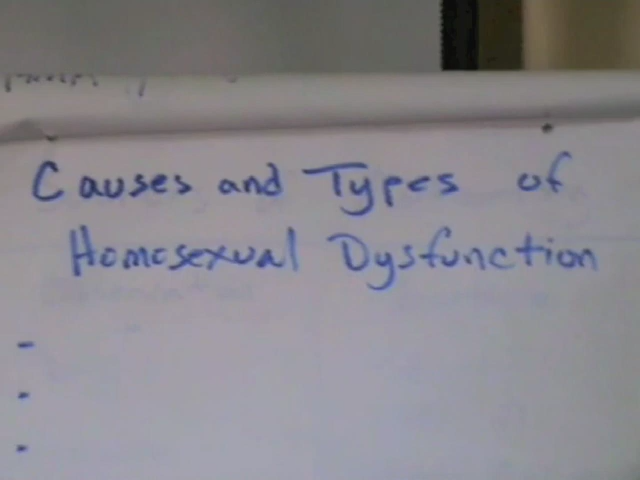 Causes and Types of
Homosexual Dysfunction
-
-
-